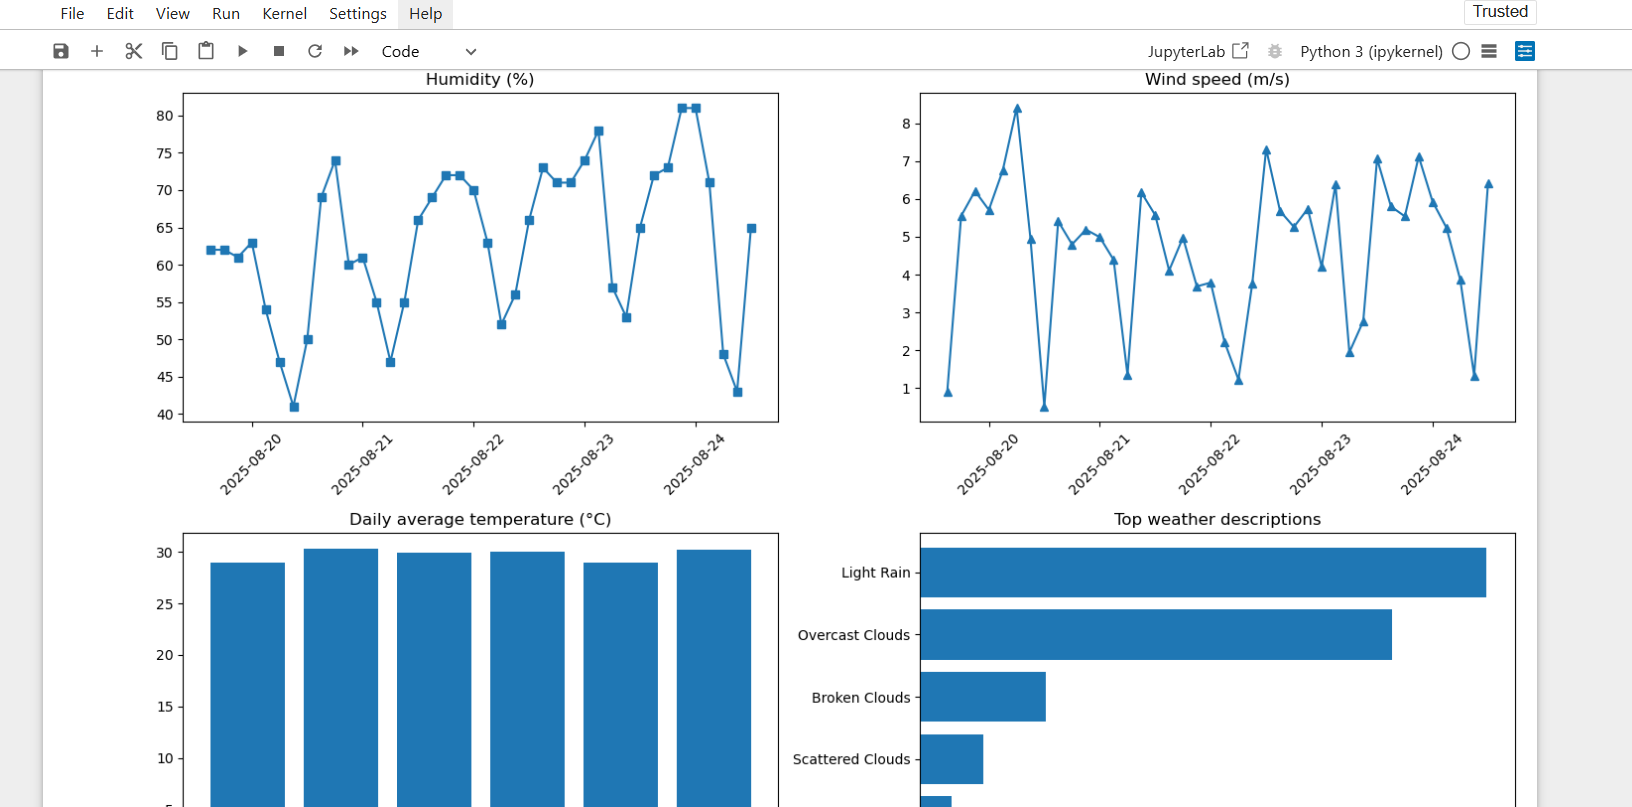 File Edit View Run Kernel Settings Help
Trusted
Code
JupyterLab
Python 3 (ipykernel)
Humidity (%)
80
75
70
65
60
55
50
45
40
2025-08-20
2025-08-21
2025-08-22
2025-08-23
2025-08-24
Wind speed (m/s)
8
7
6
5
4
3
2
1
2025-08-20
2025-08-21
2025-08-22
2025-08-23
2025-08-24
Daily average temperature (°C)
30
25
20
15
10
Top weather descriptions
Light Rain
Overcast Clouds
Broken Clouds
Scattered Clouds